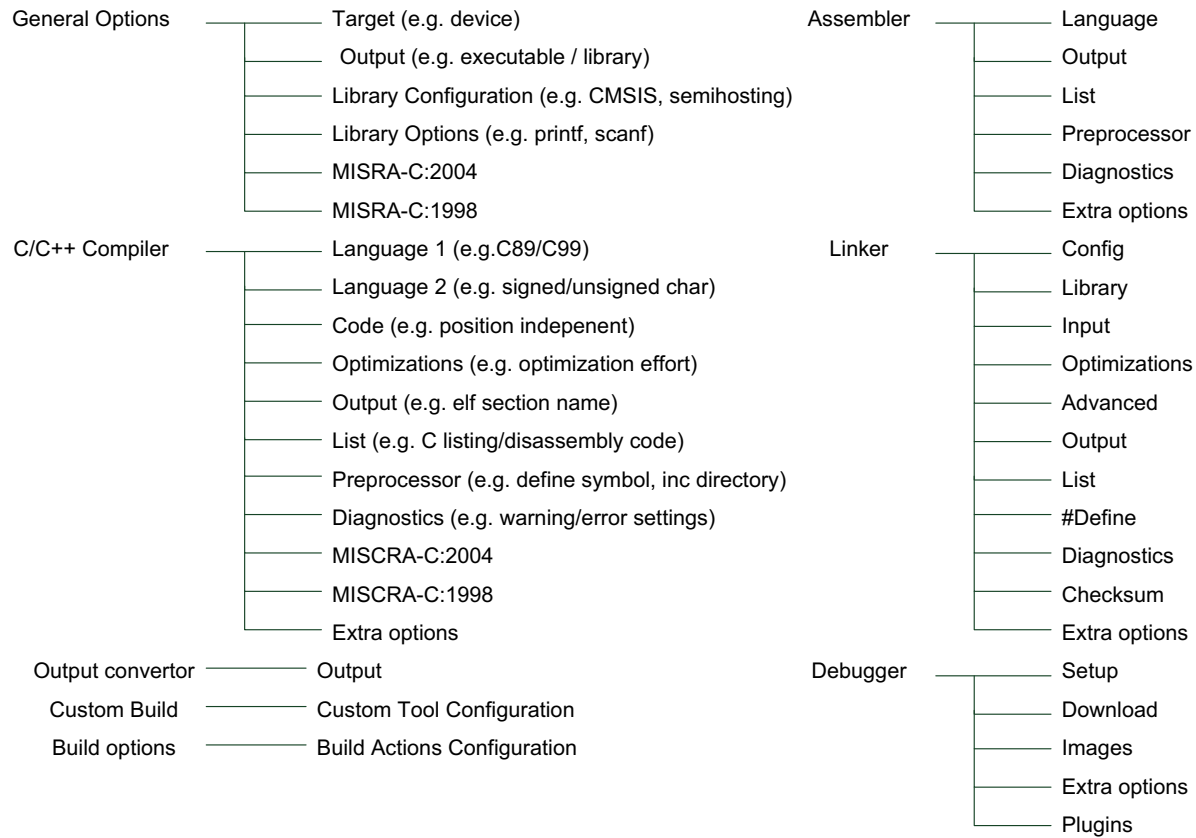 General Options
Target (e.g. device)
Output (e.g. executable / library)
Library Configuration (e.g. CMSIS, semihosting)
Library Options (e.g. printf, scanf)
MISRA-C:2004
MISRA-C:1998
C/C++ Compiler
Language 1 (e.g.C89/C99)
Language 2 (e.g. signed/unsigned char)
Code (e.g. position indepenent)
Optimizations (e.g. optimization effort)
Output (e.g. elf section name)
List (e.g. C listing/disassembly code)
Preprocessor (e.g. define symbol, inc directory)
Diagnostics (e.g. warning/error settings)
MISCRA-C:2004
MISCRA-C:1998
Extra options
Output convertor
Output
Custom Build
Custom Tool Configuration
Build options
Build Actions Configuration
Assembler
Language
Output
List
Preprocessor
Diagnostics
Extra options
Linker
Config
Library
Input
Optimizations
Advanced
Output
List
#Define
Diagnostics
Checksum
Extra options
Debugger
Setup
Download
Images
Extra options
Plugins